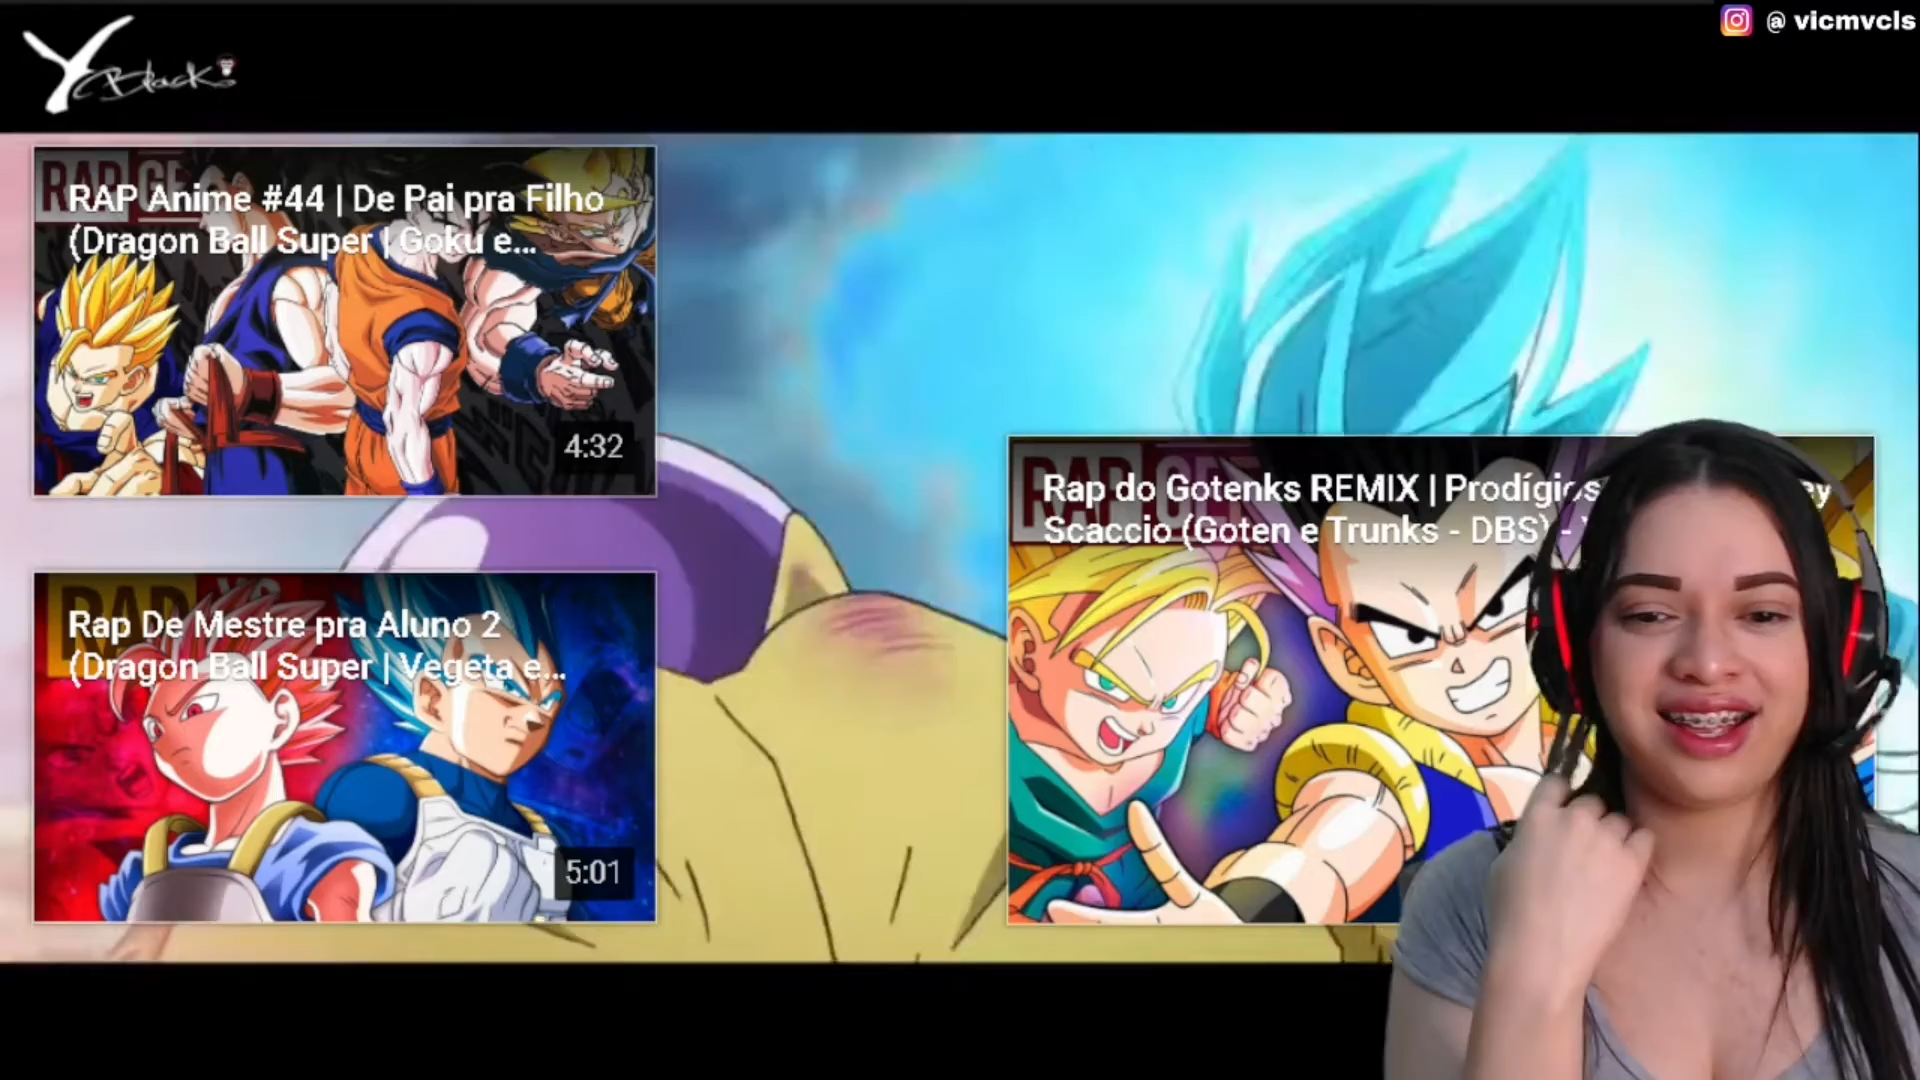 @ vicmvcls
Y Black
RAP Anime #44 | De Pai pra Filho
(Dragon Ball Super | Goku e...
4:32
Rap do Gotenks REMIX | Prodígios
Scaccio (Goten e Trunks - DBS) -
Rap De Mestre pra Aluno 2
(Dragon Ball Super | Vegeta e...
5:01